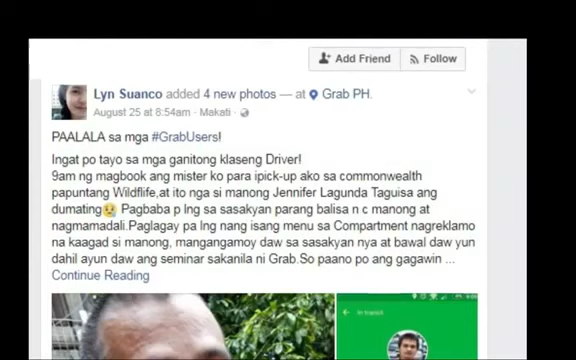 Add Friend
Follow
Lyn Suanco added 4 new photos — at Grab PH.
August 25 at 8:54am · Makati ·
PAALALA sa mga #GrabUsers!
Ingat po tayo sa mga ganitong klaseng Driver!
9am ng magbook ang mister ko para ipick-up ako sa commonwealth
papuntang Wildflife,at ito nga si manong Jennifer Lagunda Taguisa ang
dumating😢 Pagbaba p lng sa sasakyan parang balisa n c manong at
nagmamadali.Paglagay pa lng nang isang menu sa Compartment nagreklamo
na kaagad si manong, mangangamoy daw sa sasakyan nya at bawal daw yun
dahil ayun daw ang seminar sakanila ni Grab.So paano po ang gagawin ...
Continue Reading
In transit